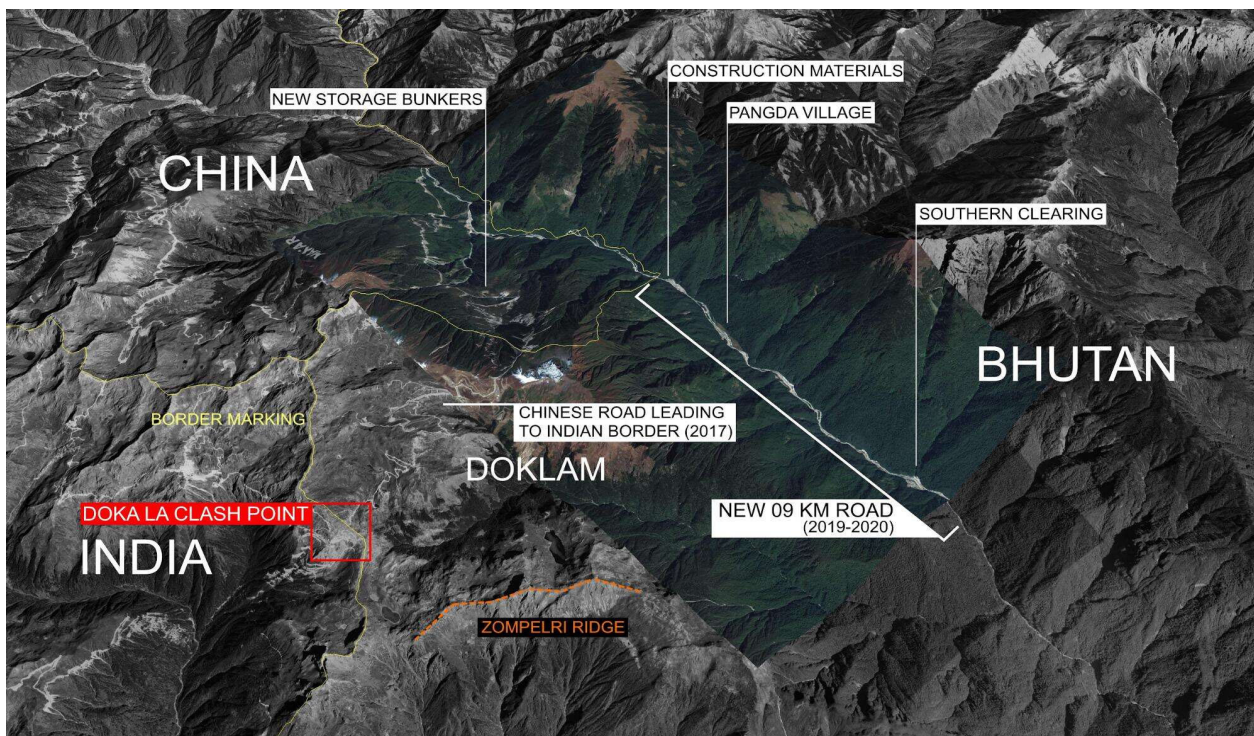 CONSTRUCTION MATERIALS
NEW STORAGE BUNKERS
PANGDA VILLAGE
CHINA
SOUTHERN CLEARING
BHUTAN
BORDER MARKING
CHINESE ROAD LEADING
TO INDIAN BORDER (2017)
DOKLAM
DOKA LA CLASH POINT
INDIA
NEW 09 KM ROAD
(2019-2020)
ZOMPELRI RIDGE